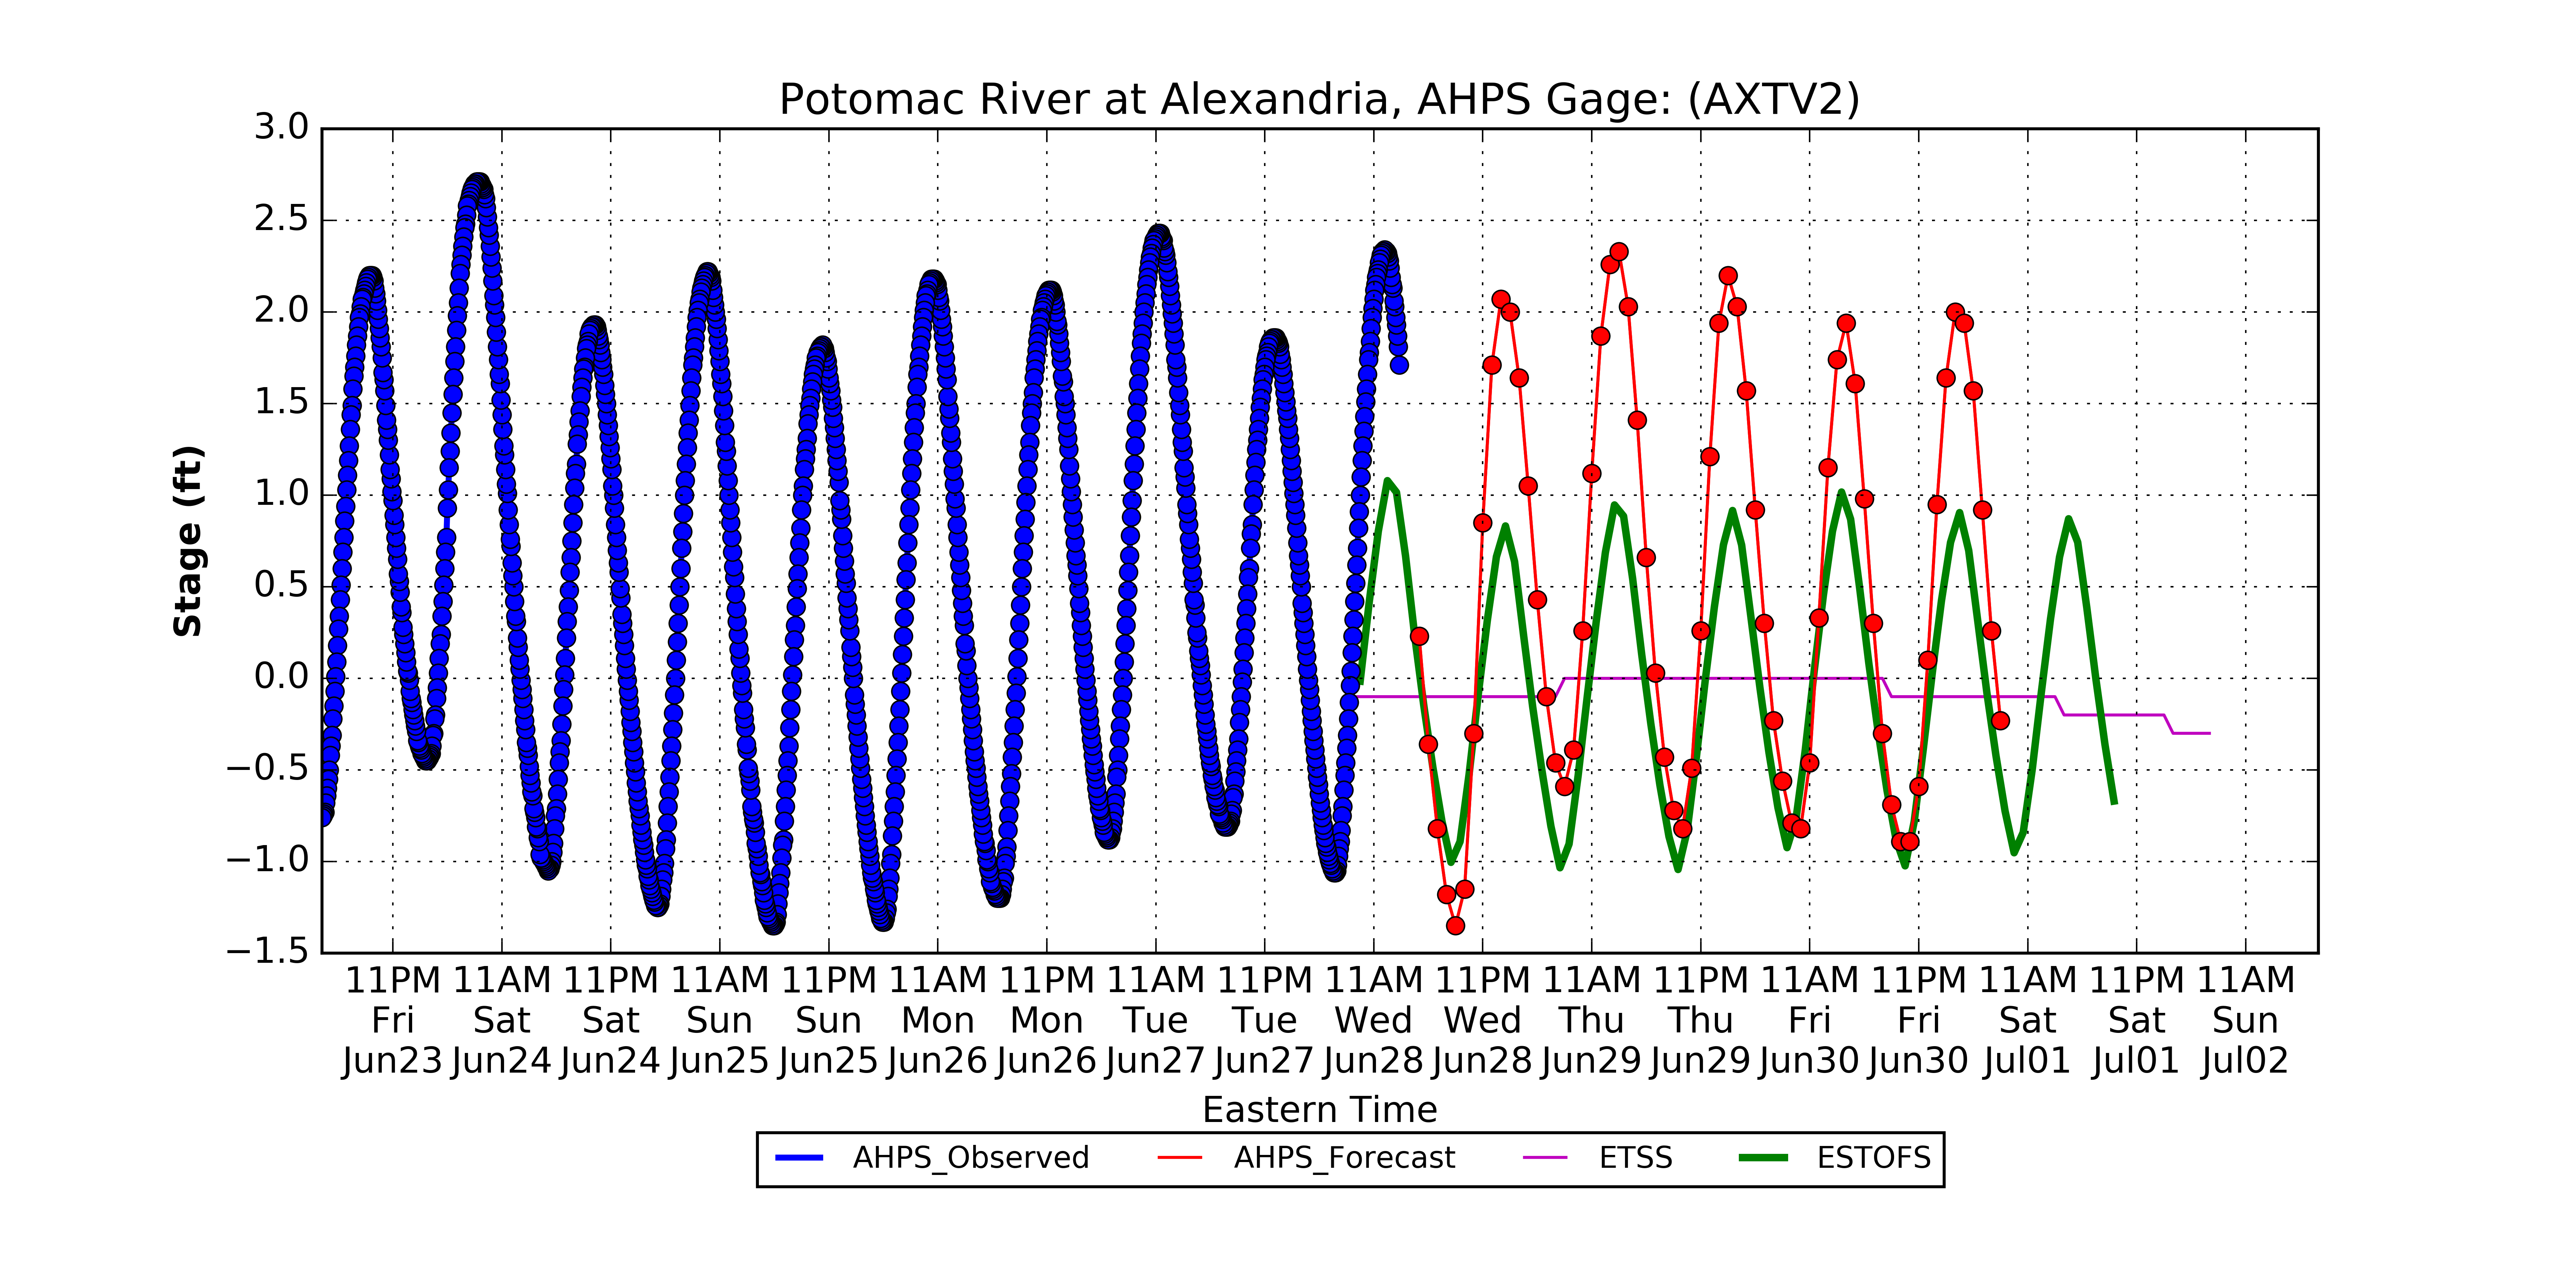 Potomac River at Alexandria, AHPS Gage: (AXTV2)
3.0
2.5
2.0
1.5
1.0
0.5
0.0
−0.5
−1.0
−1.5
Stage (ft)
11PM 11AM 11PM 11AM 11PM 11AM 11PM 11AM 11PM 11AM 11PM 11AM 11PM 11AM 11PM 11AM 11PM 11AM
Fri Sat Sat Sun Sun Mon Mon Tue Tue Wed Wed Thu Thu Fri Fri Sat Sat Sun
Jun23 Jun24 Jun24 Jun25 Jun25 Jun26 Jun26 Jun27 Jun27 Jun28 Jun28 Jun29 Jun29 Jun30 Jun30 Jul01 Jul01 Jul02
Eastern Time
AHPS_Observed AHPS_Forecast ETSS ESTOFS